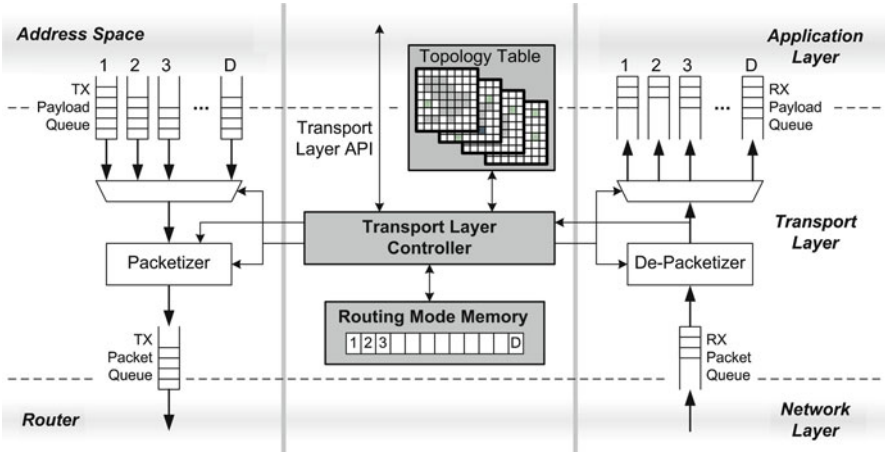 Address Space
1 2 3 D
TX
Payload
Queue
...
Packetizer
TX
Packet
Queue
Router
Transport
Layer API
Topology Table
Transport Layer
Controller
Routing Mode Memory
1 2 3 D
Application
Layer
1 2 3 D
RX
Payload
Queue
...
Transport
Layer
De-Packetizer
RX
Packet
Queue
Network
Layer